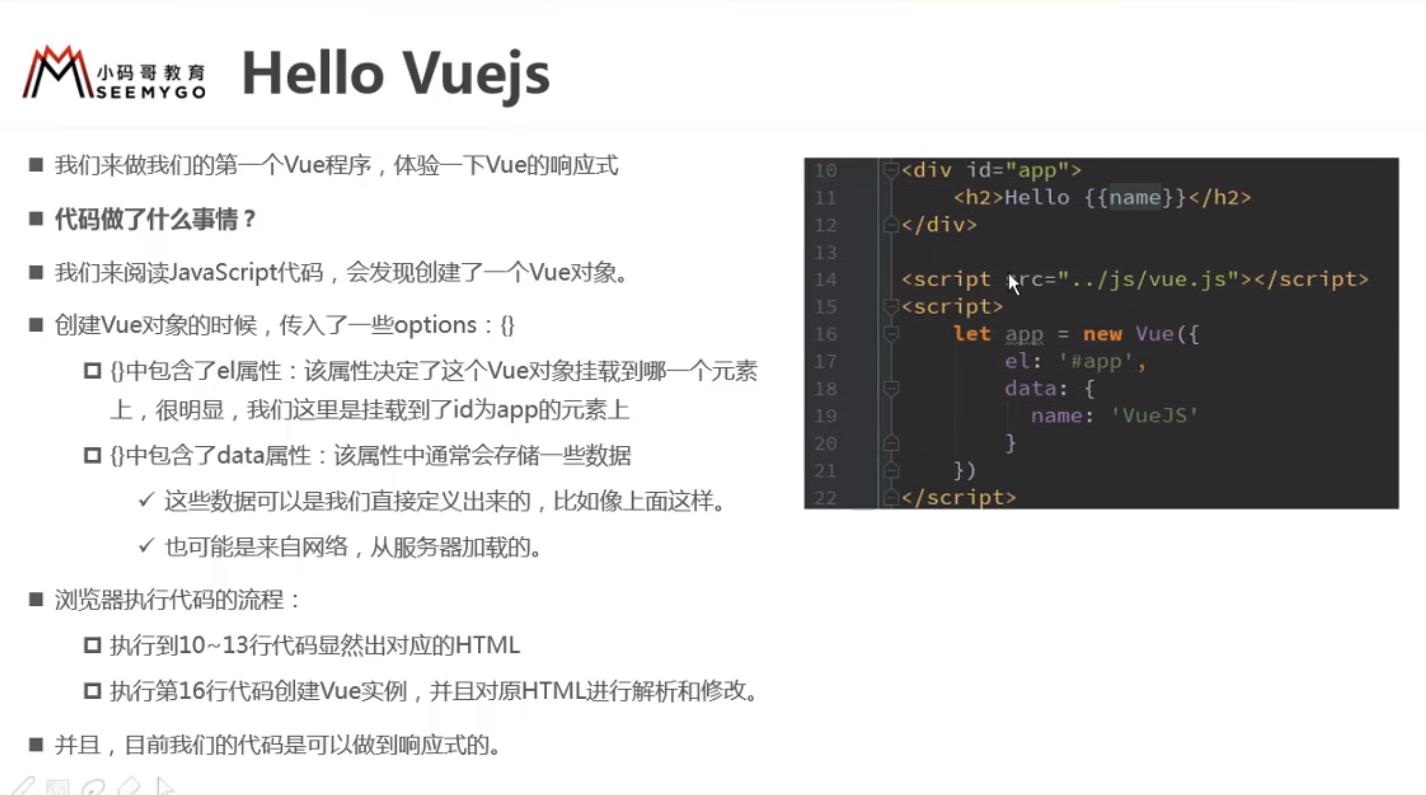 小码哥教育
SEEMYGO
Hello Vuejs
■ 我们来做我们的第一个Vue程序，体验一下Vue的响应式
■ 代码做了什么事情？
■ 我们来阅读JavaScript代码，会发现创建了一个Vue对象。
■ 创建Vue对象的时候，传入了一些options：{}
{}中包含了el属性：该属性决定了这个Vue对象挂载到哪一个元素
上，很明显，我们这里是挂载到了id为app的元素上
{}中包含了data属性：该属性中通常会存储一些数据
✓ 这些数据可以是我们直接定义出来的，比如像上面这样。
✓ 也可能是来自网络，从服务器加载的。
■ 浏览器执行代码的流程：
执行到10~13行代码显然出对应的HTML
执行第16行代码创建Vue实例，并且对原HTML进行解析和修改。
■ 并且，目前我们的代码是可以做到响应式的。
10 <div id="app">
11 <h2>Hello {{name}}</h2>
12 </div>
13
14 <script src="../js/vue.js"></script>
15 <script>
16 let app = new Vue({
17 el: '#app',
18 data: {
19 name: 'VueJS'
20 }
21 })
22 </script>